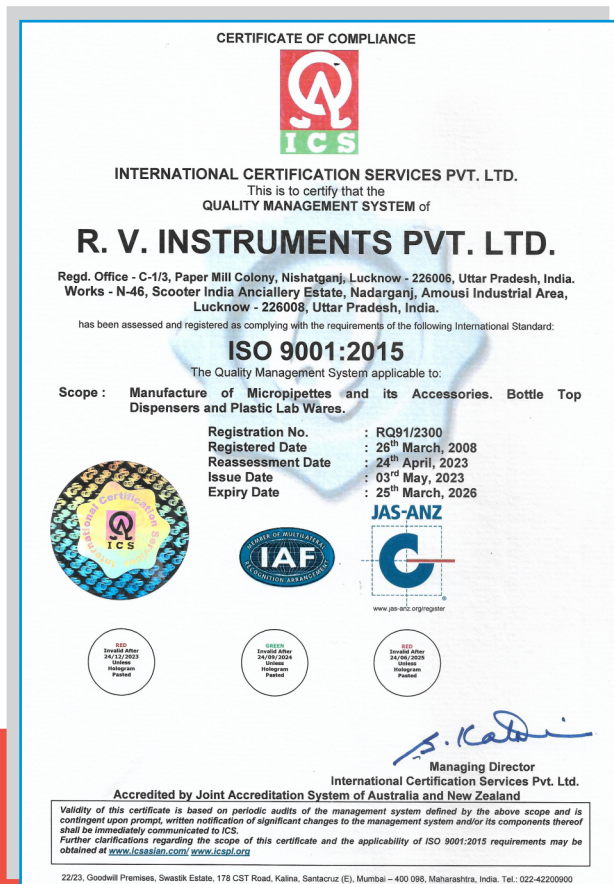 CERTIFICATE OF COMPLIANCE
ICS
INTERNATIONAL CERTIFICATION SERVICES PVT. LTD.
This is to certify that the
QUALITY MANAGEMENT SYSTEM of
R. V. INSTRUMENTS PVT. LTD.
Regd. Office - C-1/3, Paper Mill Colony, Nishatganj, Lucknow - 226006, Uttar Pradesh, India.
Works - N-46, Scooter India Anciallery Estate, Nadarganj, Amousi Industrial Area,
Lucknow - 226008, Uttar Pradesh, India.
has been assessed and registered as complying with the requirements of the following International Standard:
ISO 9001:2015
The Quality Management System applicable to:
Scope : Manufacture of Micropipettes and its Accessories. Bottle Top
Dispensers and Plastic Lab Wares.
Registration No. : RQ91/2300
Registered Date : 26th March, 2008
Reassessment Date : 24th April, 2023
Issue Date : 03rd May, 2023
Expiry Date : 25th March, 2026
International Certification Services
ICS
MEMBER OF MULTILATERAL
IAF
RECOGNITION ARRANGEMENT
JAS-ANZ
www.jas-anz.org/register
RED
Invalid After
24/12/2023
Unless
Hologram
Pasted
GREEN
Invalid After
24/09/2024
Unless
Hologram
Pasted
RED
Invalid After
24/06/2025
Unless
Hologram
Pasted
Managing Director
International Certification Services Pvt. Ltd.
Accredited by Joint Accreditation System of Australia and New Zealand
Validity of this certificate is based on periodic audits of the management system defined by the above scope and is
contingent upon prompt, written notification of significant changes to the management system and/or its components thereof
shall be immediately communicated to ICS.
Further clarifications regarding the scope of this certificate and the applicability of ISO 9001:2015 requirements may be
obtained at www.icsasian.com/ www.icspl.org
22/23, Goodwill Premises, Swastik Estate, 178 CST Road, Kalina, Santacruz (E), Mumbai – 400 098, Maharashtra, India. Tel.: 022-42200900